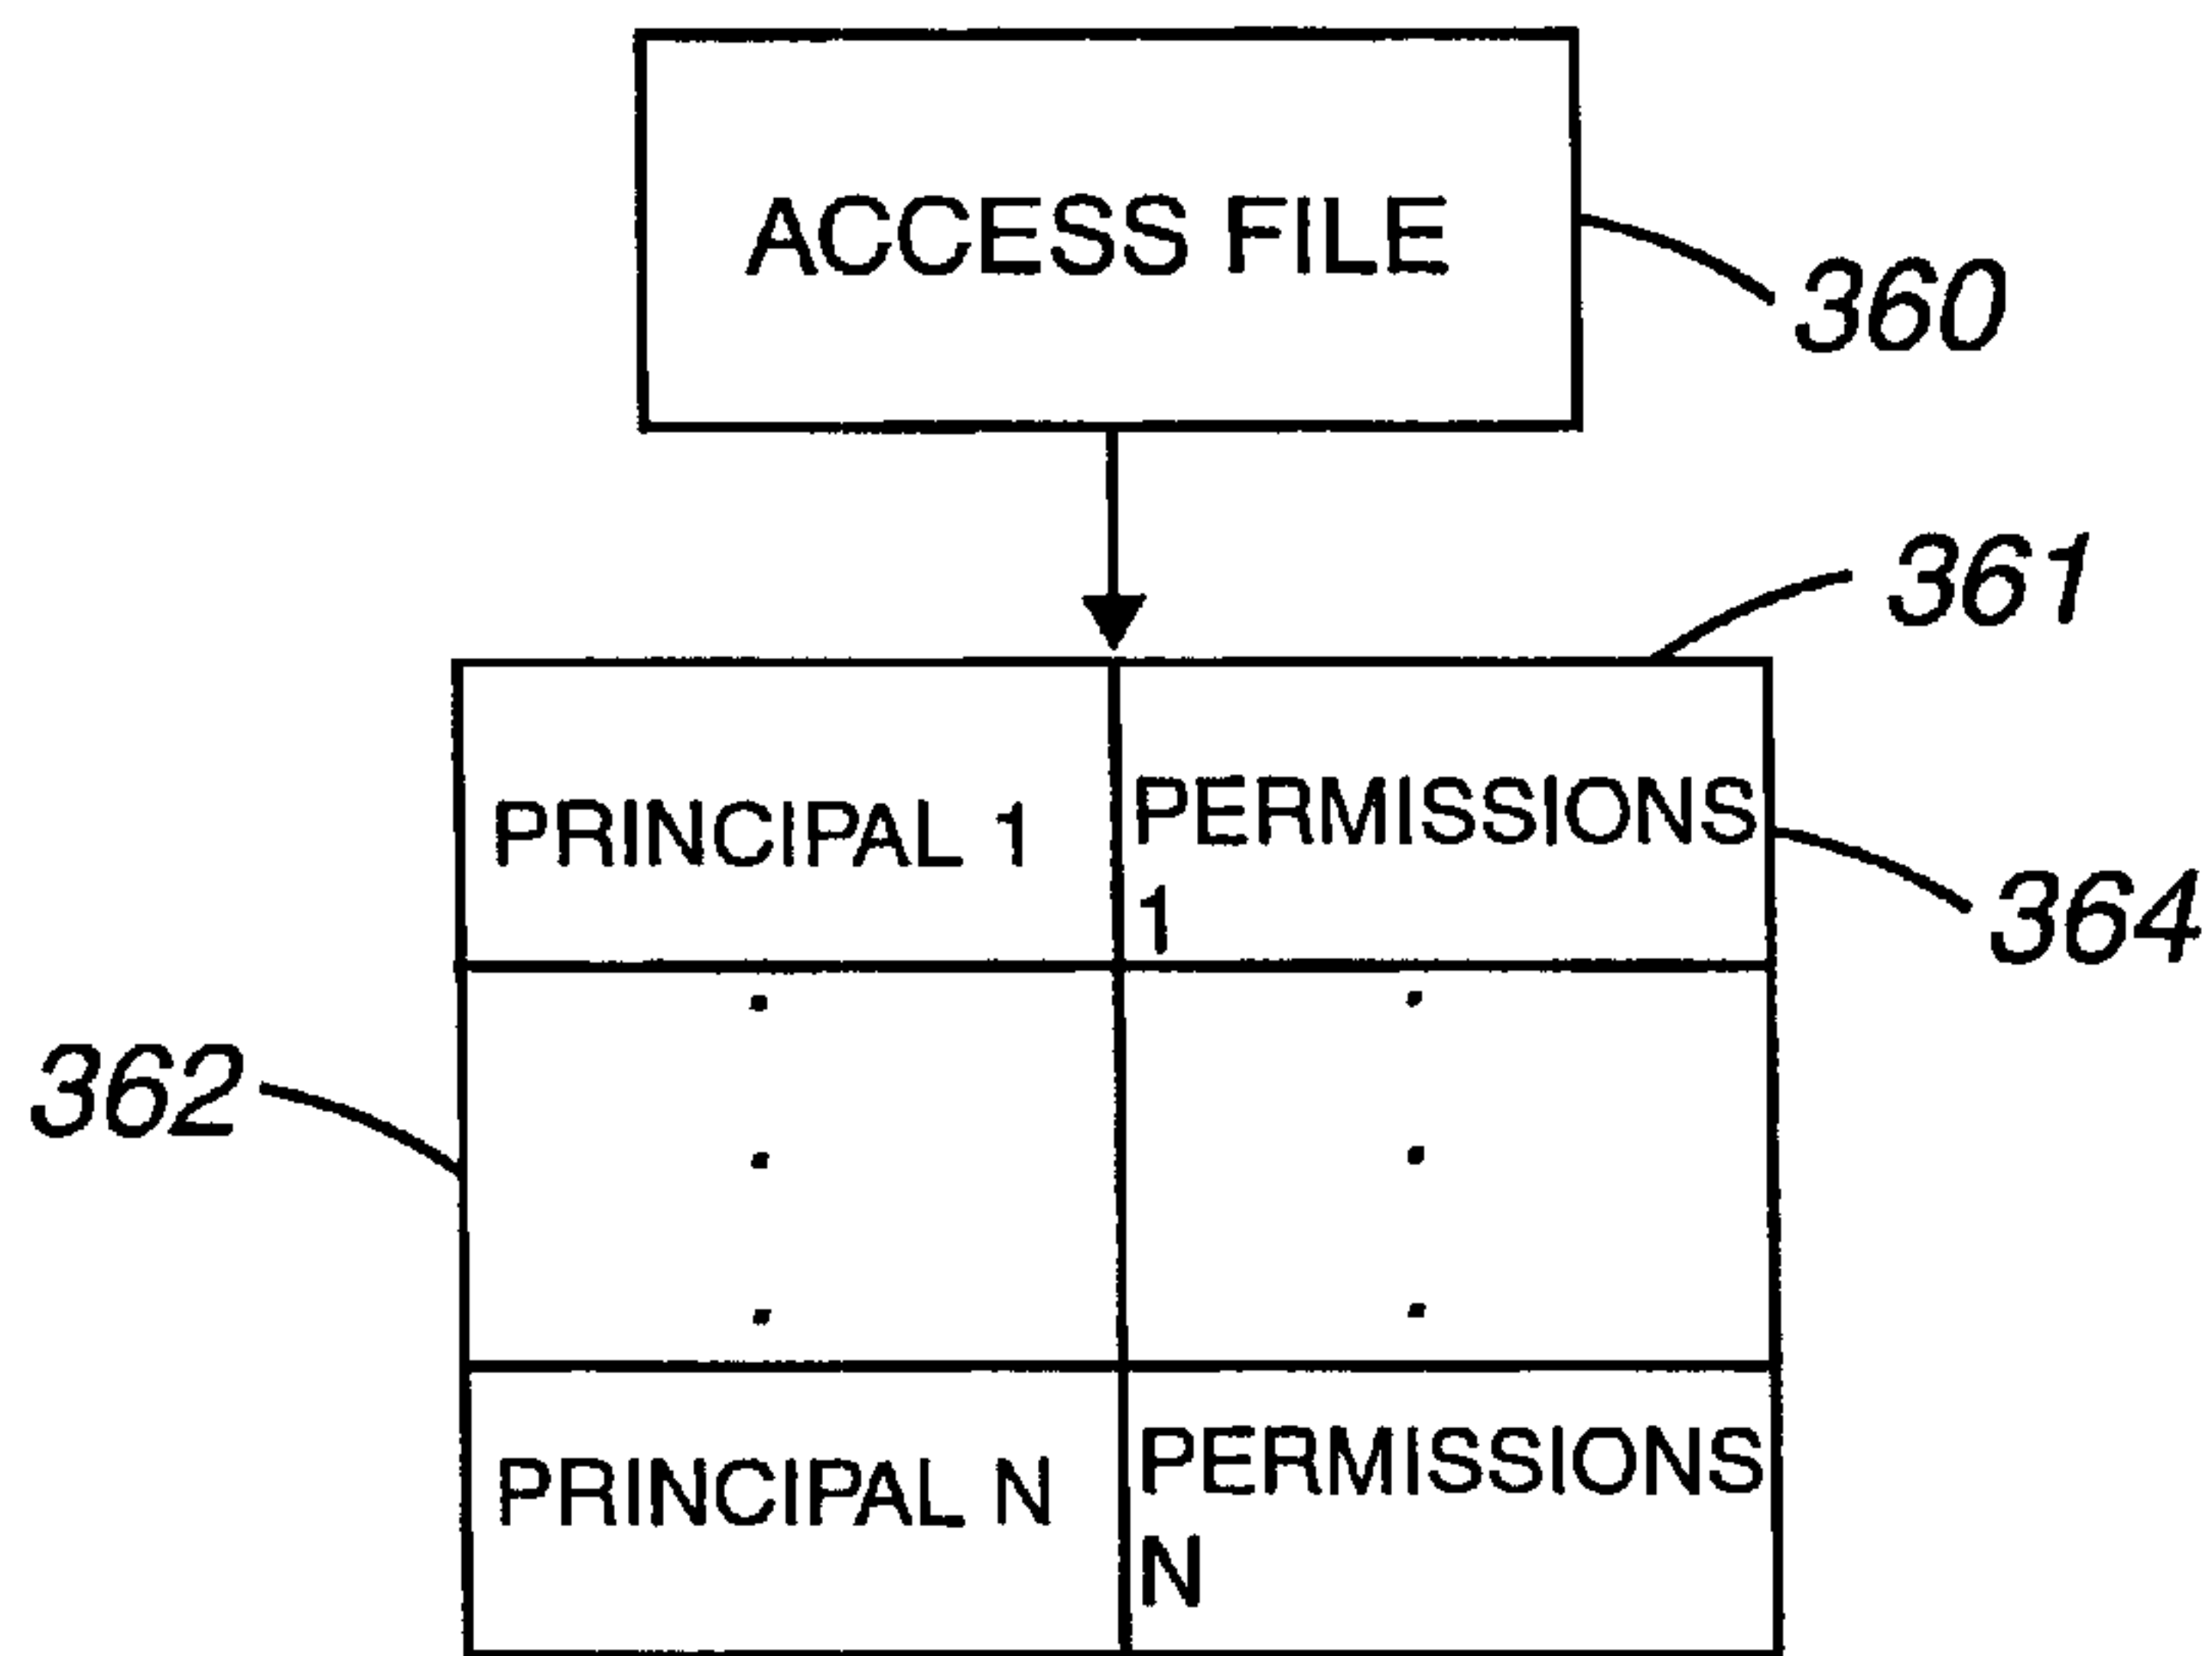 ACCESS FILE
360
361
PRINCIPAL 1
PERMISSIONS
1
364
362
PRINCIPAL N
PERMISSIONS
N